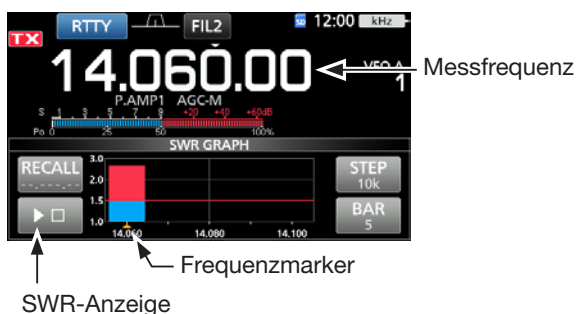 RTTY FIL2 12:00 kHz
TX
14.060.00 VFO A
1
P.AMP1 AGC-M
S 1 3 5 7 9 +20 +40 +60dB
Po 0 25 50 100%
SWR GRAPH
RECALL 3.0 STEP
2.0 10k
1.5 BAR
1.0 5
14.060 14.080 14.100
Messfrequenz
Frequenzmarker
SWR-Anzeige